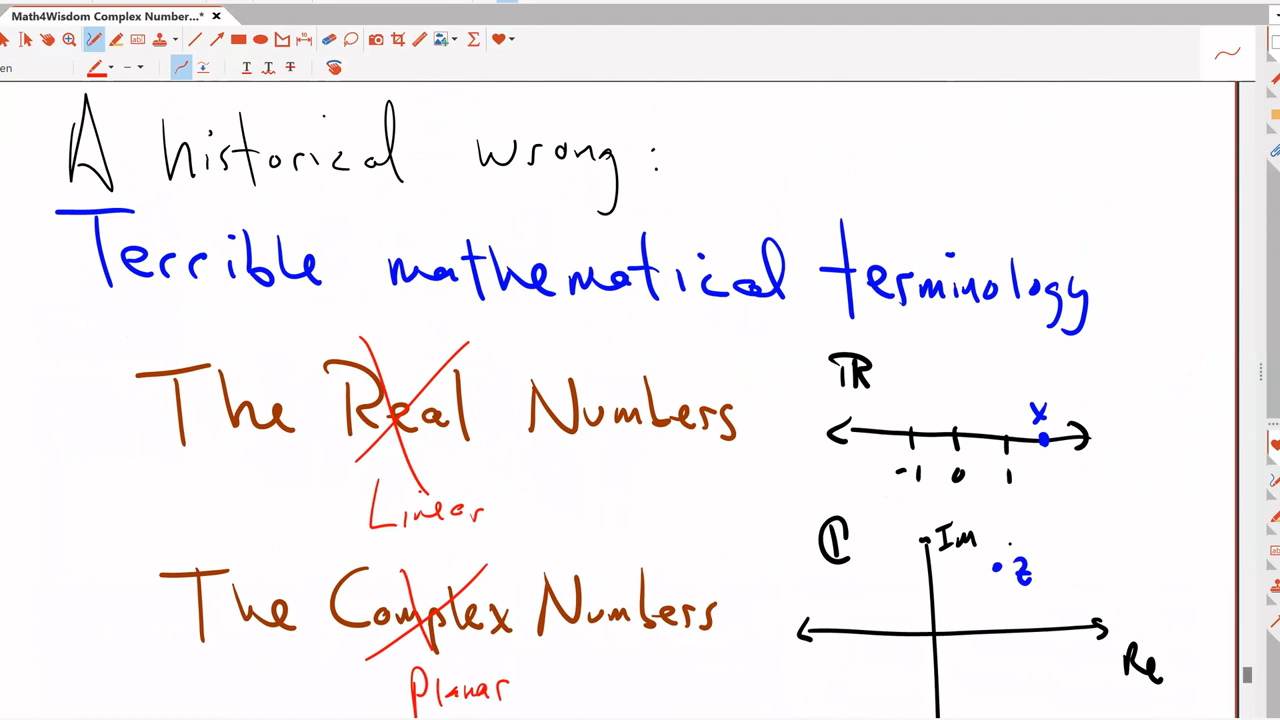 Math4Wisdom Complex Number...*
en
A historical wrong:
Terrible mathematical terminology
The Real Numbers
Linear
ℝ
x
-1 0 1
The Complex Numbers
Planar
ℂ
Im
z
Re